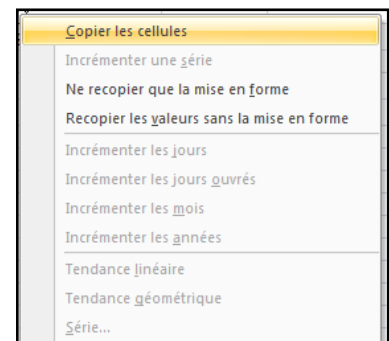 Copier les cellules
Incrémenter une série
Ne recopier que la mise en forme
Recopier les valeurs sans la mise en forme
Incrémenter les jours
Incrémenter les jours ouvrés
Incrémenter les mois
Incrémenter les années
Tendance linéaire
Tendance géométrique
Série...